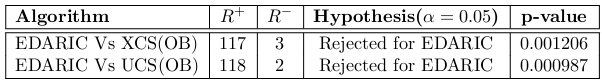 Algorithm R⁺ R⁻ Hypothesis(α = 0.05) p-value
EDARIC Vs XCS(OB) 117 3 Rejected for EDARIC 0.001206
EDARIC Vs UCS(OB) 118 2 Rejected for EDARIC 0.000987